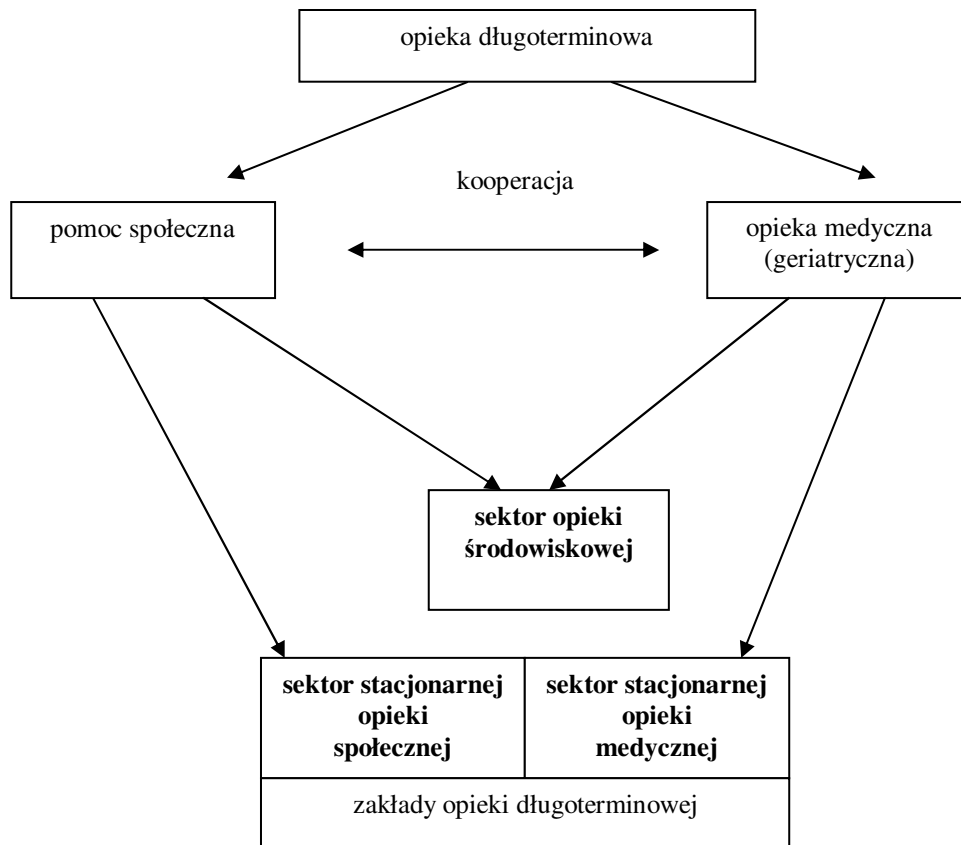 opieka długoterminowa
kooperacja
pomoc społeczna
opieka medyczna
(geriatryczna)
sektor opieki
środowiskowej
sektor stacjonarnej
opieki
społecznej
sektor stacjonarnej
opieki
medycznej
zakłady opieki długoterminowej